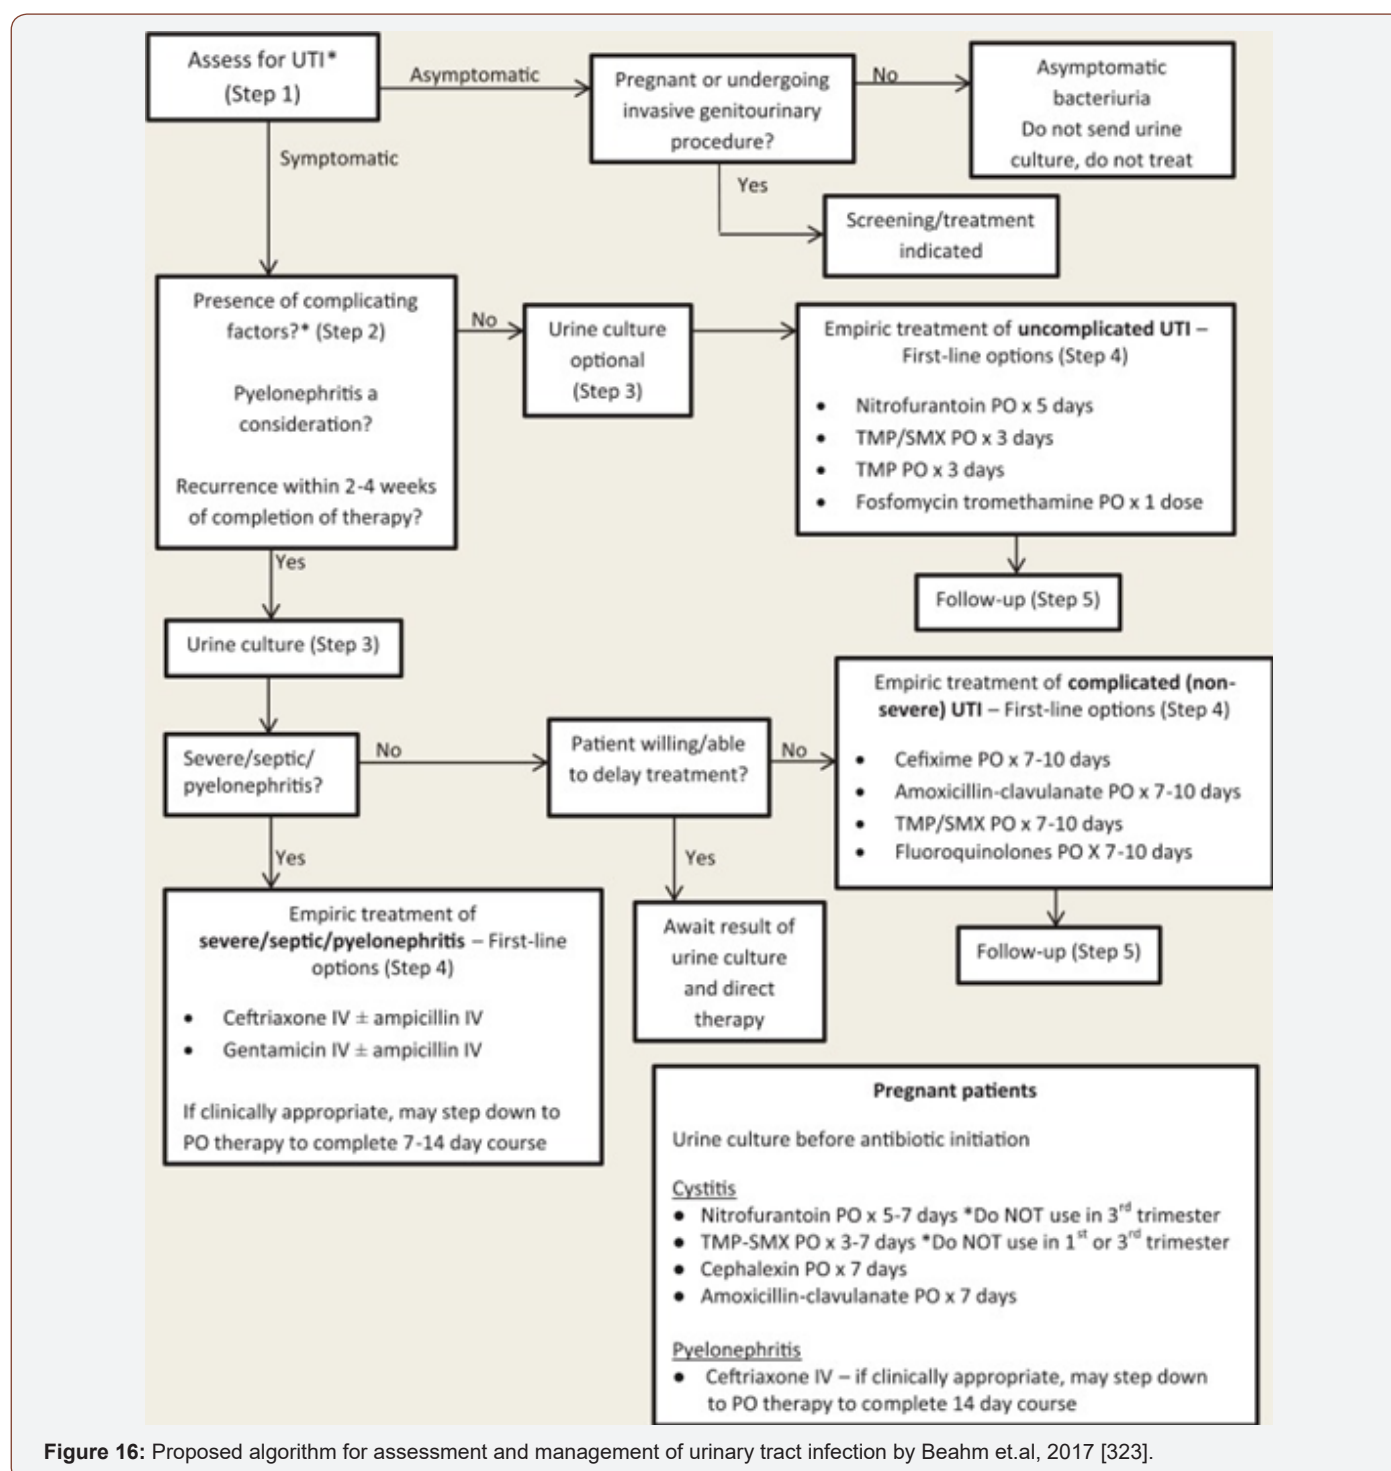 Assess for UTI*
(Step 1)
Asymptomatic
Pregnant or undergoing
invasive genitourinary
procedure?
No
Asymptomatic
bacteriuria
Do not send urine
culture, do not treat
Symptomatic
Yes
Screening/treatment
indicated
Presence of complicating
factors?* (Step 2)
Pyelonephritis a
consideration?
Recurrence within 2-4 weeks
of completion of therapy?
No
Urine culture
optional
(Step 3)
Empiric treatment of uncomplicated UTI –
First-line options (Step 4)
• Nitrofurantoin PO x 5 days
• TMP/SMX PO x 3 days
• TMP PO x 3 days
• Fosfomycin tromethamine PO x 1 dose
Follow-up (Step 5)
Yes
Urine culture (Step 3)
Severe/septic/
pyelonephritis?
No
Patient willing/able
to delay treatment?
No
Empiric treatment of complicated (non-
severe) UTI – First-line options (Step 4)
• Cefixime PO x 7-10 days
• Amoxicillin-clavulanate PO x 7-10 days
• TMP/SMX PO x 7-10 days
• Fluoroquinolones PO X 7-10 days
Follow-up (Step 5)
Yes
Await result of
urine culture
and direct
therapy
Yes
Empiric treatment of
severe/septic/pyelonephritis – First-line
options (Step 4)
• Ceftriaxone IV ± ampicillin IV
• Gentamicin IV ± ampicillin IV
If clinically appropriate, may step down to
PO therapy to complete 7-14 day course
Pregnant patients
Urine culture before antibiotic initiation
Cystitis
• Nitrofurantoin PO x 5-7 days *Do NOT use in 3rd trimester
• TMP-SMX PO x 3-7 days *Do NOT use in 1st or 3rd trimester
• Cephalexin PO x 7 days
• Amoxicillin-clavulanate PO x 7 days
Pyelonephritis
• Ceftriaxone IV – if clinically appropriate, may step down
to PO therapy to complete 14 day course
Figure 16: Proposed algorithm for assessment and management of urinary tract infection by Beahm et.al, 2017 [323].